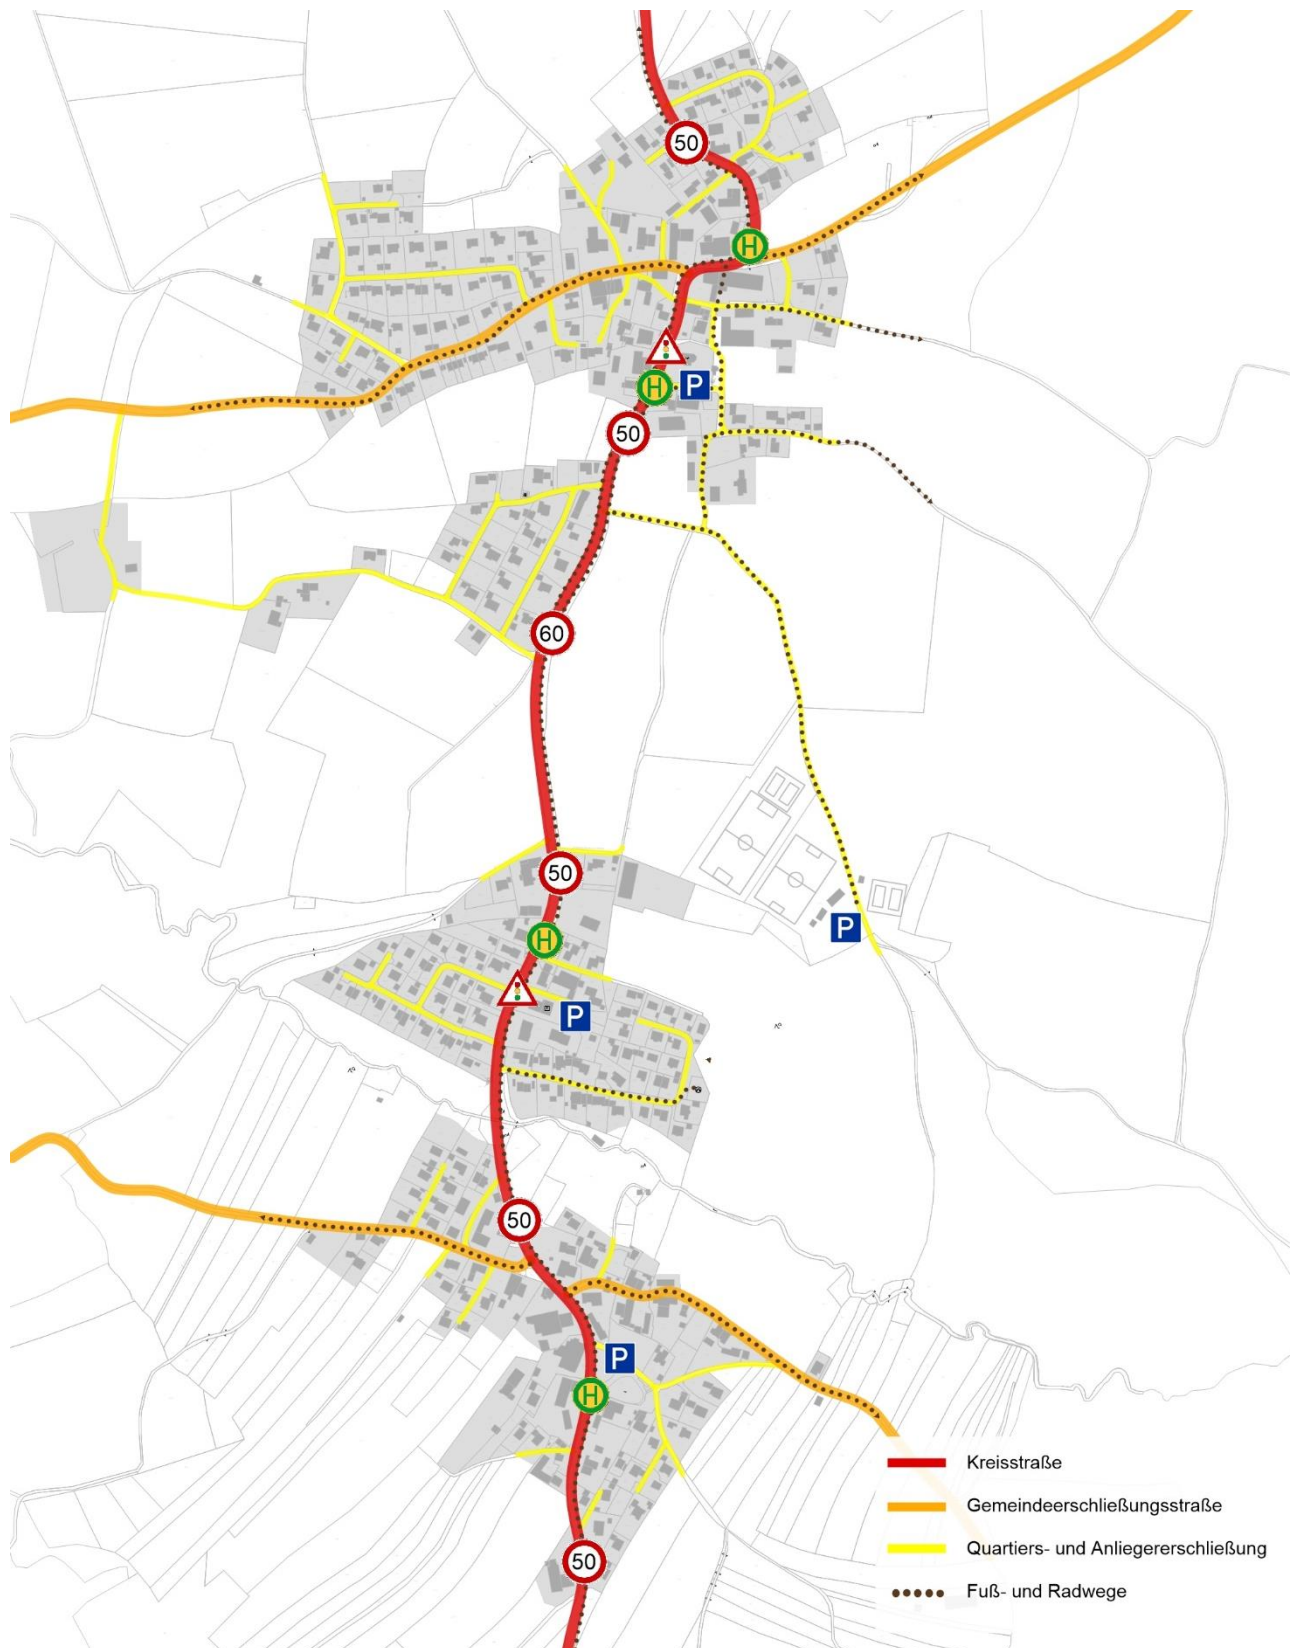 50
H
H
P
50
60
50
H
P
P
50
P
H
50
Kreisstraße
Gemeindeerschließungsstraße
Quartiers- und Anliegererschließung
Fuß- und Radwege